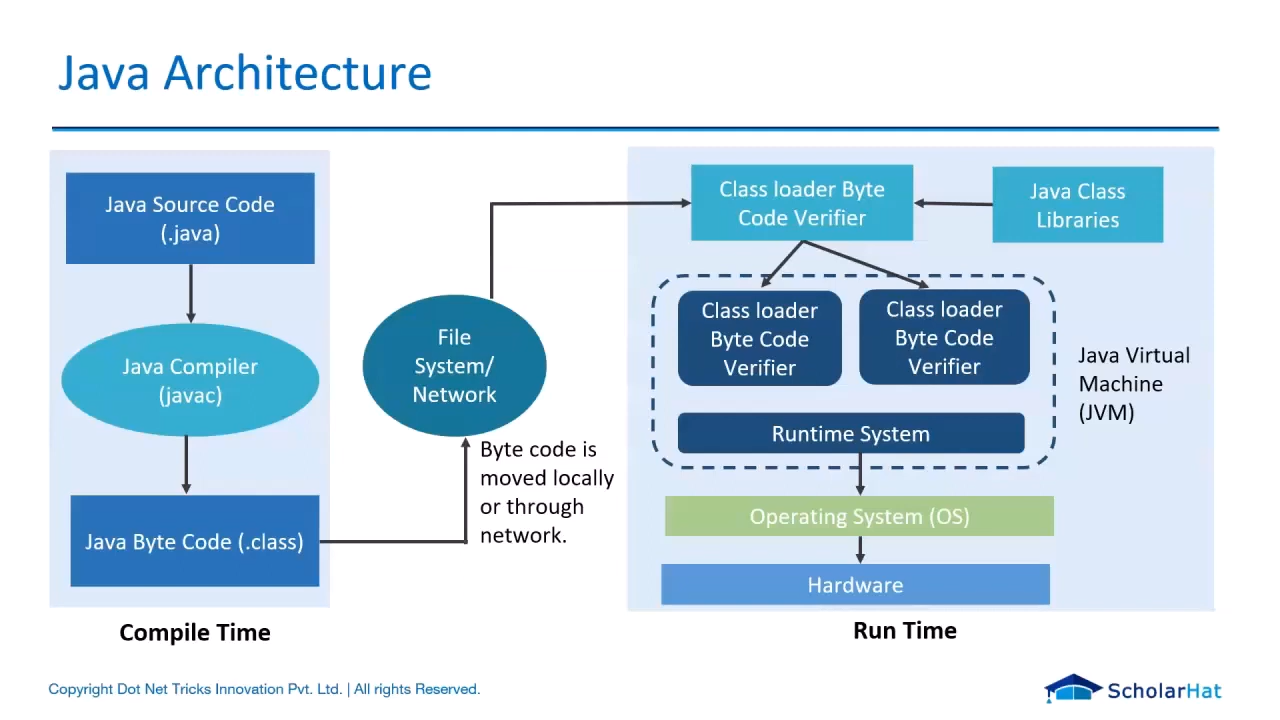 Java Architecture
Java Source Code
(.java)
Java Compiler
(javac)
Java Byte Code (.class)
Compile Time
File
System/
Network
Byte code is
moved locally
or through
network.
Class loader Byte
Code Verifier
Java Class
Libraries
Class loader
Byte Code
Verifier
Class loader
Byte Code
Verifier
Java Virtual
Machine
(JVM)
Runtime System
Operating System (OS)
Hardware
Run Time
Copyright Dot Net Tricks Innovation Pvt. Ltd. | All rights Reserved.
ScholarHat